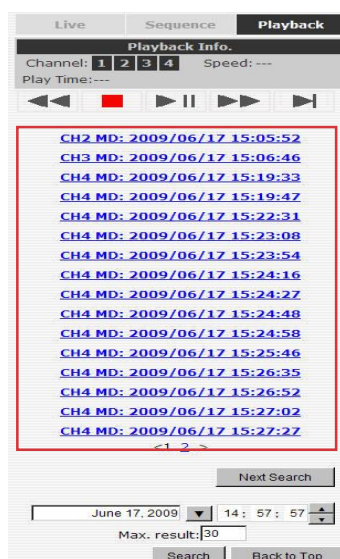 Live Sequence Playback
Playback Info.
Channel: 1 2 3 4 Speed: ---
Play Time:---
CH2 MD: 2009/06/17 15:05:52
CH3 MD: 2009/06/17 15:06:46
CH4 MD: 2009/06/17 15:19:33
CH4 MD: 2009/06/17 15:19:47
CH4 MD: 2009/06/17 15:22:31
CH4 MD: 2009/06/17 15:23:08
CH4 MD: 2009/06/17 15:23:54
CH4 MD: 2009/06/17 15:24:16
CH4 MD: 2009/06/17 15:24:27
CH4 MD: 2009/06/17 15:24:48
CH4 MD: 2009/06/17 15:24:58
CH4 MD: 2009/06/17 15:25:46
CH4 MD: 2009/06/17 15:26:35
CH4 MD: 2009/06/17 15:26:52
CH4 MD: 2009/06/17 15:27:02
CH4 MD: 2009/06/17 15:27:27
<1 2 >
Next Search
June 17, 2009 14: 57: 57
Max. result: 30
Search Back to Top